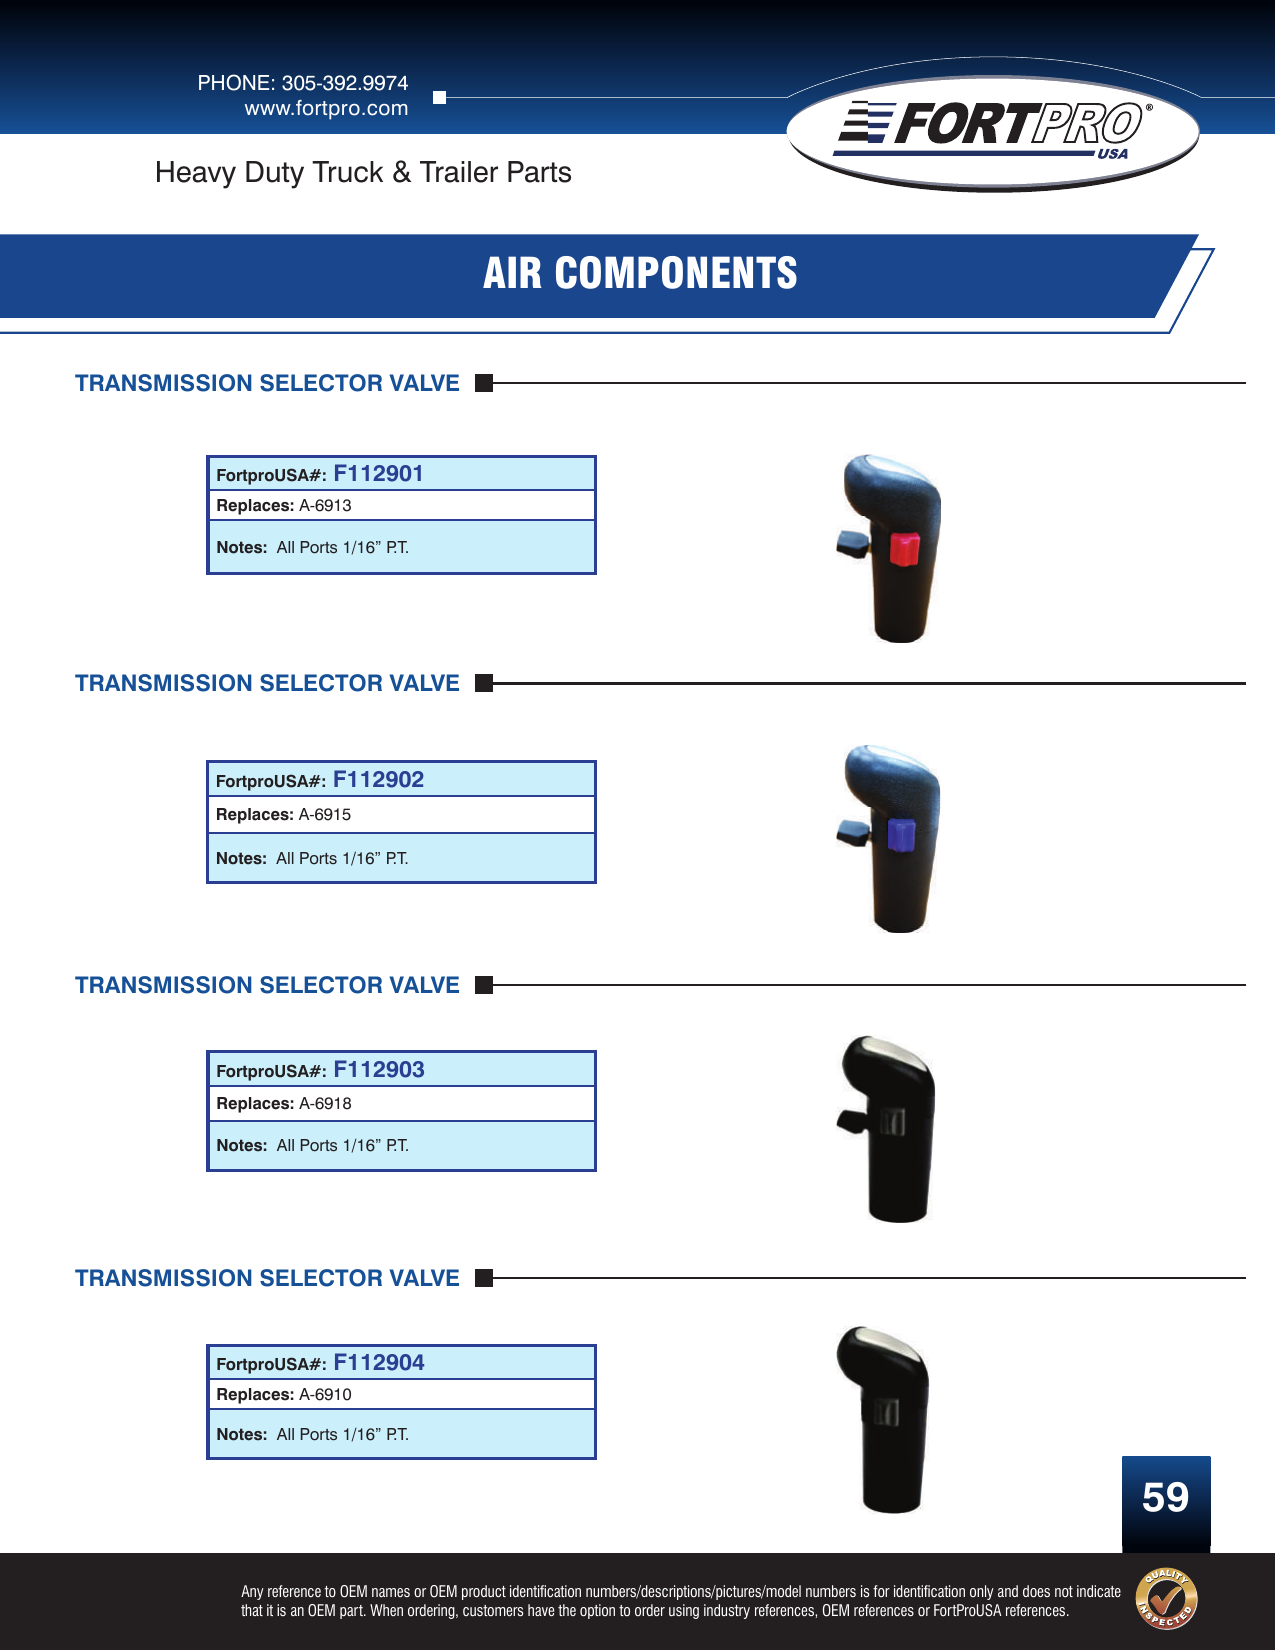 PHONE: 305-392.9974
www.fortpro.com
FORTPRO®
USA
Heavy Duty Truck & Trailer Parts
AIR COMPONENTS
TRANSMISSION SELECTOR VALVE
FortproUSA#: F112901
Replaces: A-6913
Notes: All Ports 1/16” P.T.
TRANSMISSION SELECTOR VALVE
FortproUSA#: F112902
Replaces: A-6915
Notes: All Ports 1/16” P.T.
TRANSMISSION SELECTOR VALVE
FortproUSA#: F112903
Replaces: A-6918
Notes: All Ports 1/16” P.T.
TRANSMISSION SELECTOR VALVE
FortproUSA#: F112904
Replaces: A-6910
Notes: All Ports 1/16” P.T.
59
Any reference to OEM names or OEM product identification numbers/descriptions/pictures/model numbers is for identification only and does not indicate
that it is an OEM part. When ordering, customers have the option to order using industry references, OEM references or FortProUSA references.
QUALITY
INSPECTED